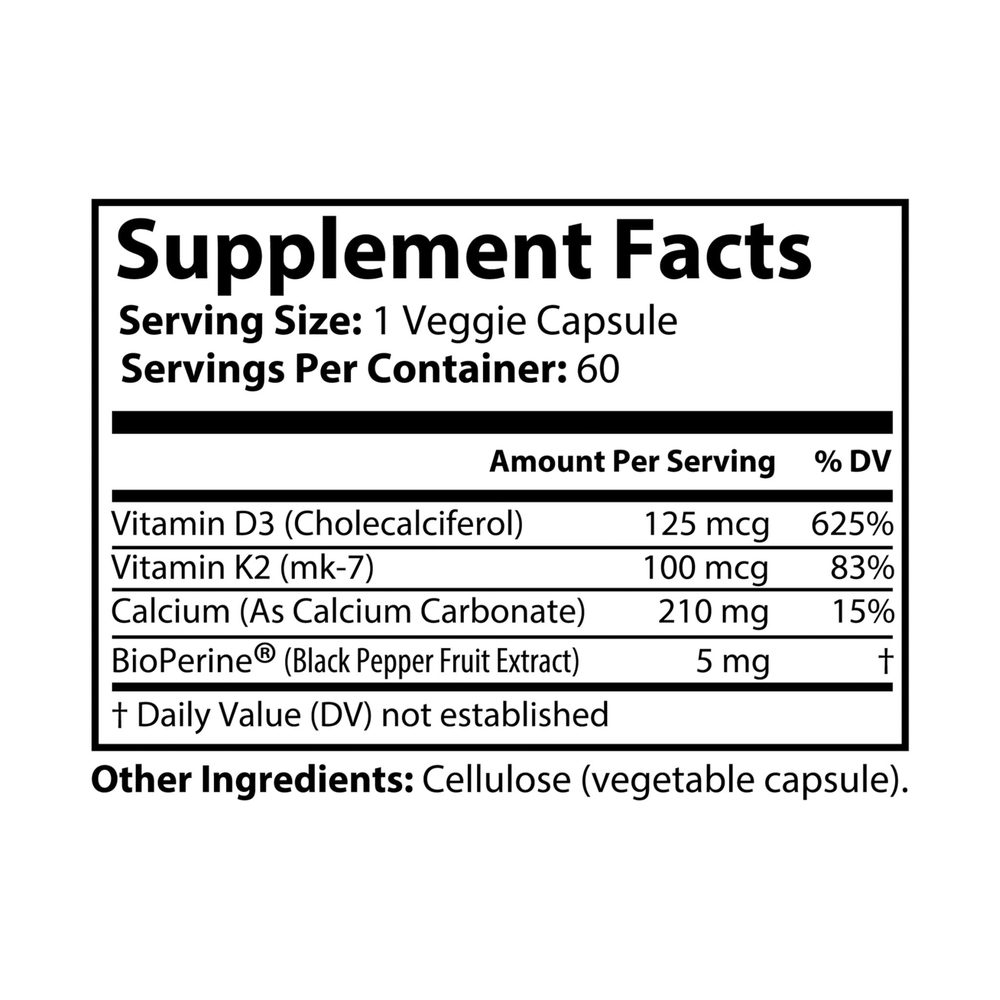 Supplement Facts
Serving Size: 1 Veggie Capsule
Servings Per Container: 60
Amount Per Serving % DV
Vitamin D3 (Cholecalciferol) 125 mcg 625%
Vitamin K2 (mk-7) 100 mcg 83%
Calcium (As Calcium Carbonate) 210 mg 15%
BioPerine® (Black Pepper Fruit Extract) 5 mg †
† Daily Value (DV) not established
Other Ingredients: Cellulose (vegetable capsule).